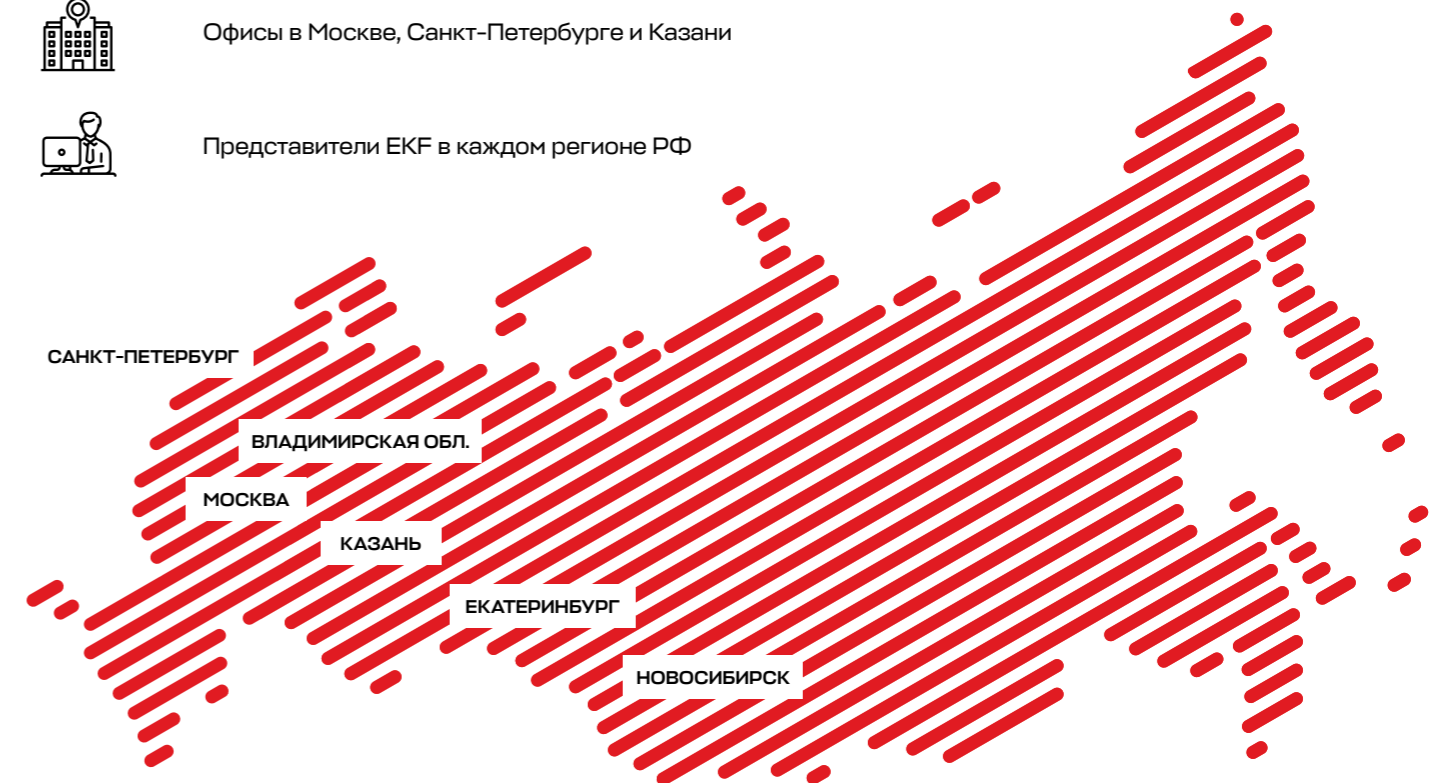 Офисы в Москве, Санкт-Петербурге и Казани
Представители EKF в каждом регионе РФ
САНКТ-ПЕТЕРБУРГ
ВЛАДИМИРСКАЯ ОБЛ.
МОСКВА
КАЗАНЬ
ЕКАТЕРИНБУРГ
НОВОСИБИРСК